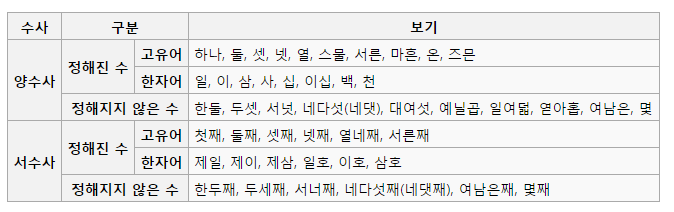 수사 구분 보기
양수사 정해진 수 고유어 하나, 둘, 셋, 넷, 열, 스물, 서른, 마흔, 온, 즈믄
한자어 일, 이, 삼, 사, 십, 이십, 백, 천
정해지지 않은 수 한둘, 두셋, 서넛, 네다섯(네댓), 대여섯, 예닐곱, 일여덟, 엳아홉, 여남은, 몇
서수사 정해진 수 고유어 첫째, 둘째, 셋째, 넷째, 열네째, 서른째
한자어 제일, 제이, 제삼, 일호, 이호, 삼호
정해지지 않은 수 한두째, 두세째, 서너째, 네다섯째(네댓째), 여남은째, 몇째